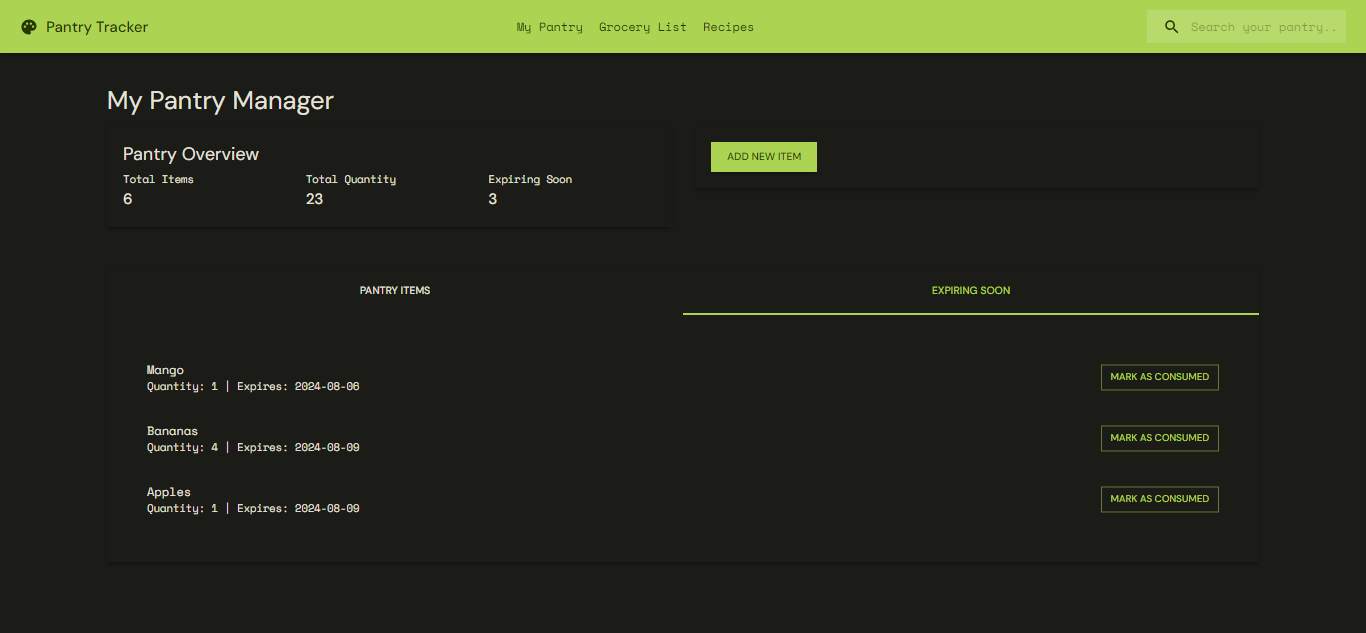 Pantry Tracker
My Pantry Grocery List Recipes
Search your pantry..
My Pantry Manager
Pantry Overview
Total Items Total Quantity Expiring Soon
6 23 3
ADD NEW ITEM
PANTRY ITEMS EXPIRING SOON
Mango
Quantity: 1 | Expires: 2024-08-06
MARK AS CONSUMED
Bananas
Quantity: 4 | Expires: 2024-08-09
MARK AS CONSUMED
Apples
Quantity: 1 | Expires: 2024-08-09
MARK AS CONSUMED